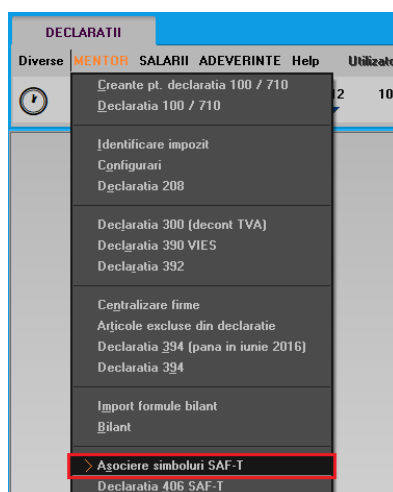 DECLARATII
Diverse MENTOR SALARII ADEVERINTE Help Utilizato
Creante pt. declaratia 100 / 710
12 10
Declaratia 100 / 710
Identificare impozit
Configurari
Declaratia 208
Declaratia 300 (decont TVA)
Declaratia 390 VIES
Declaratia 392
Centralizare firme
Articole excluse din declaratie
Declaratia 394 (pana in iunie 2016)
Declaratia 394
Import formule bilant
Bilant
> Asociere simboluri SAF-T
Declaratia 406 SAF-T